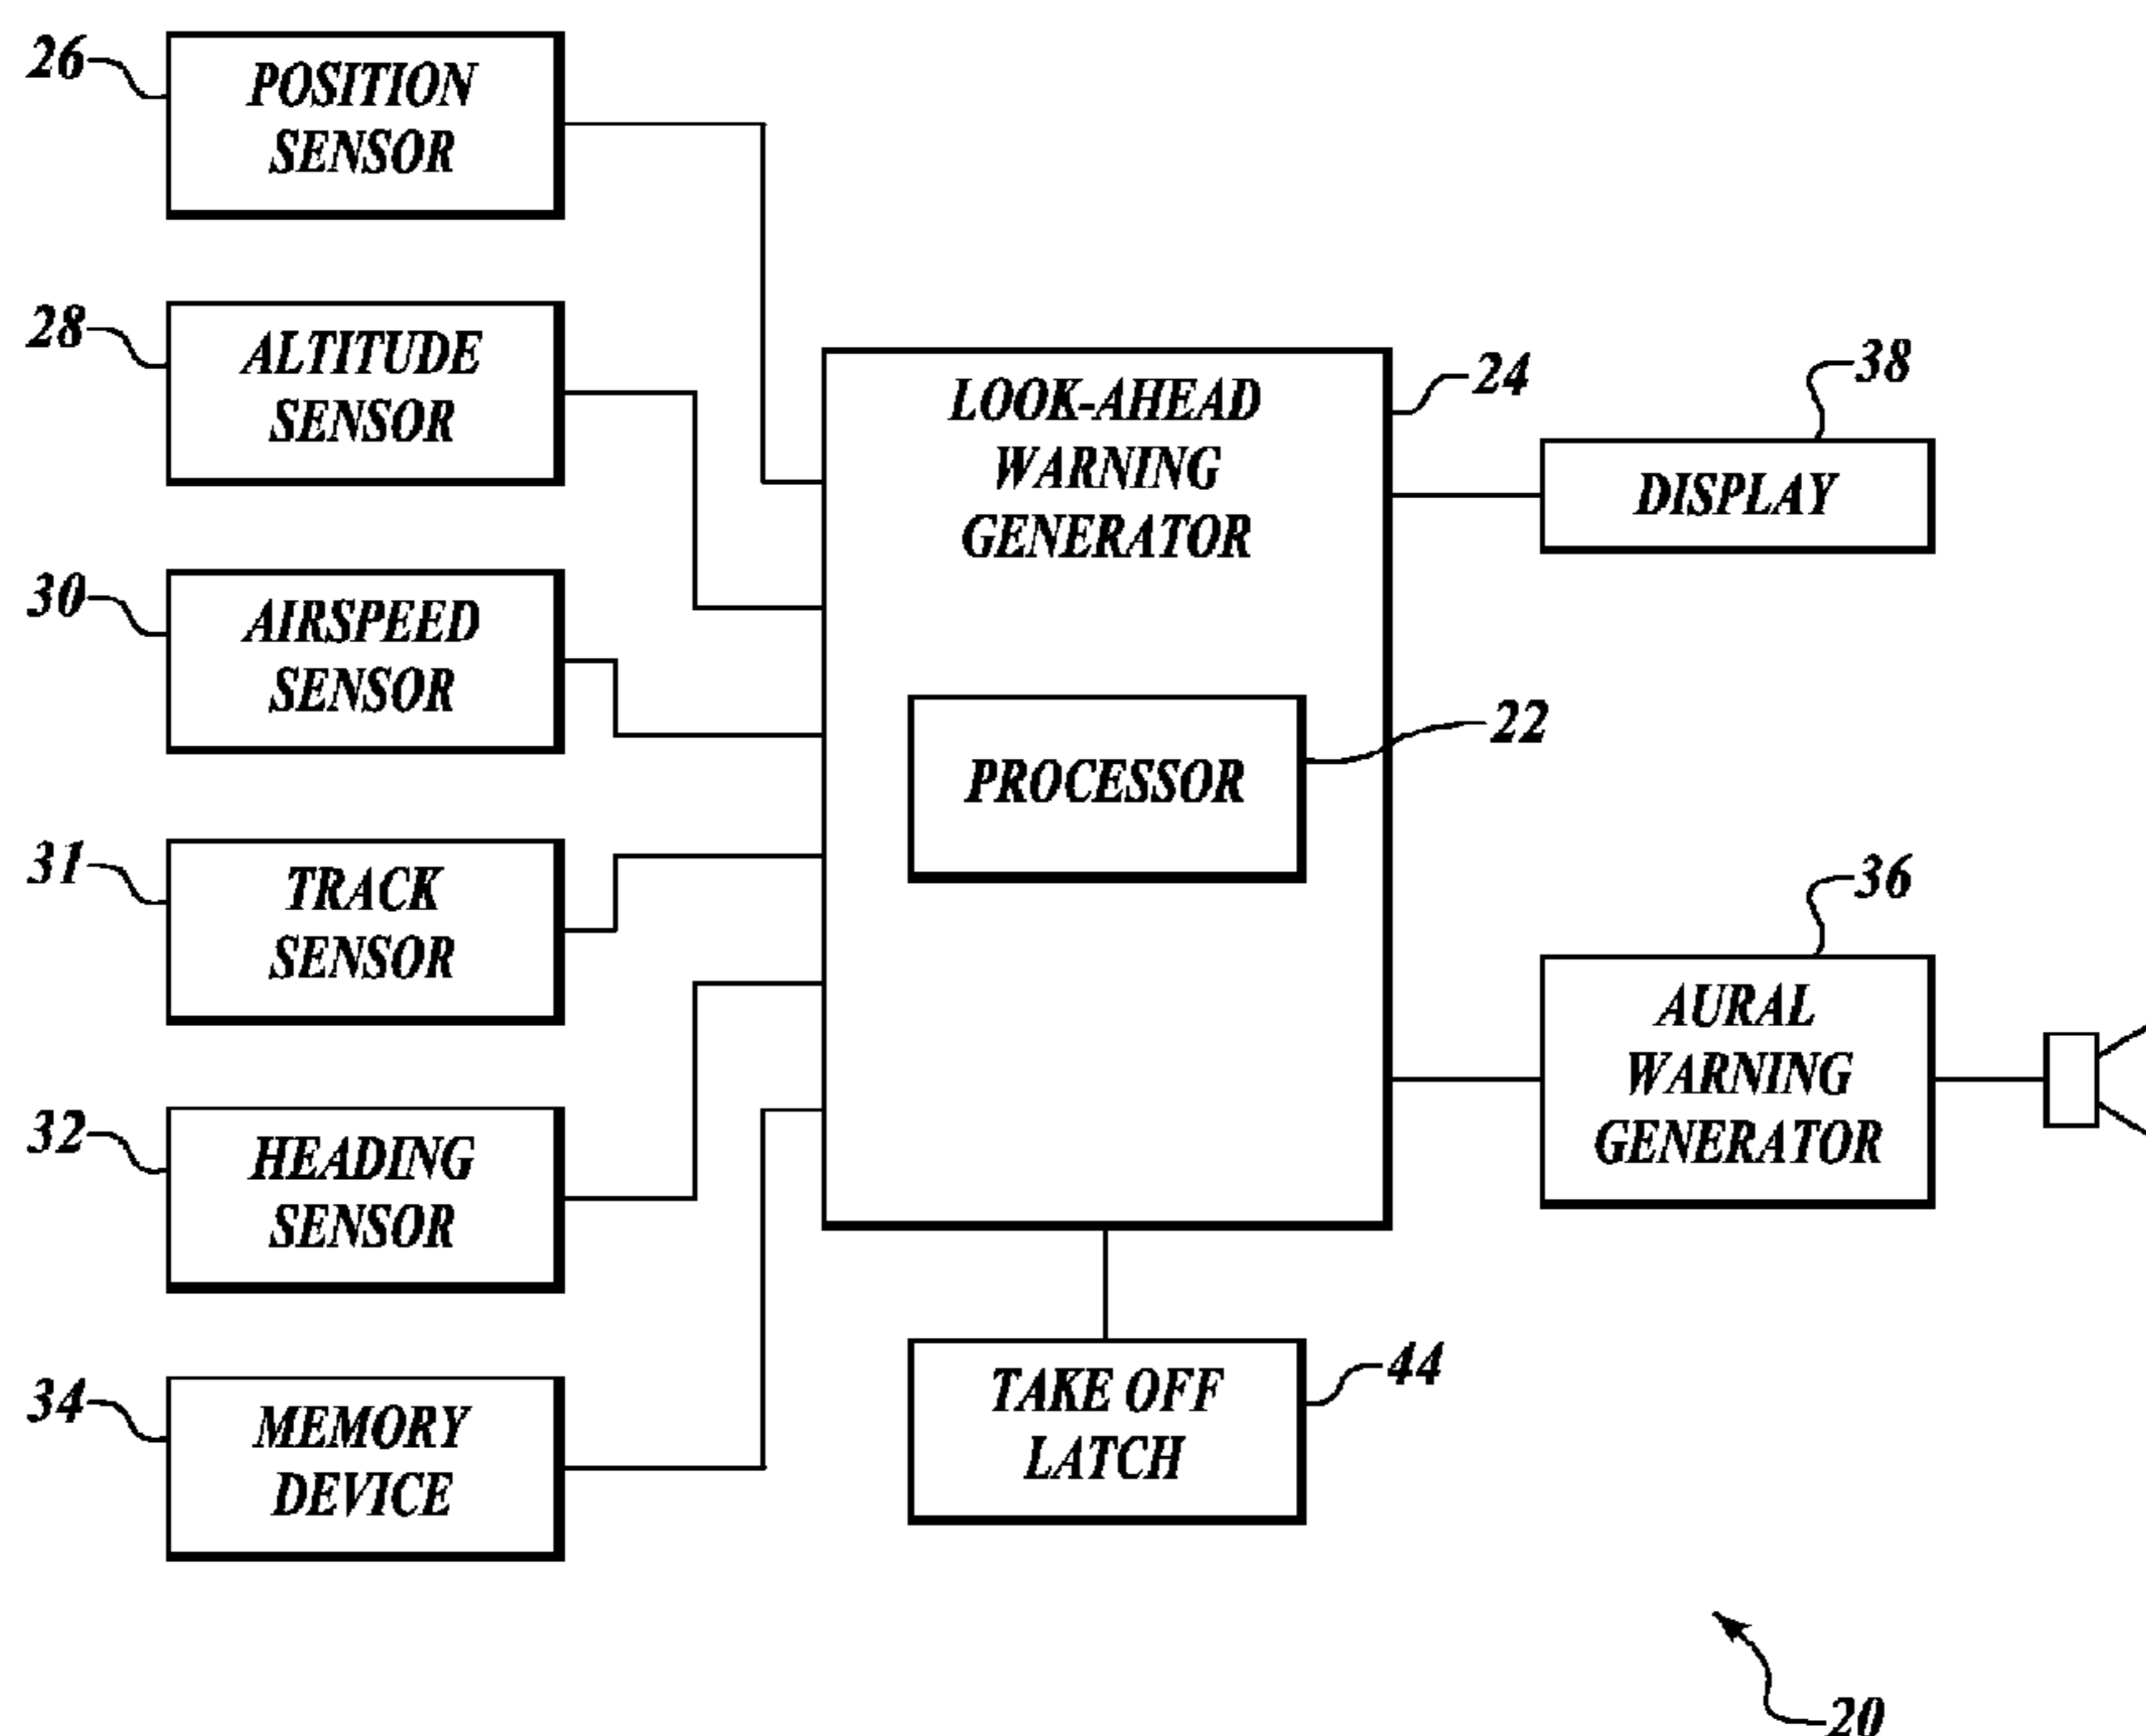 26
POSITION
SENSOR
28
ALTITUDE
SENSOR
30
AIRSPEED
SENSOR
31
TRACK
SENSOR
32
HEADING
SENSOR
34
MEMORY
DEVICE
LOOK-AHEAD
WARNING
GENERATOR
24
PROCESSOR
22
TAKE OFF
LATCH
44
38
DISPLAY
36
AURAL
WARNING
GENERATOR
20